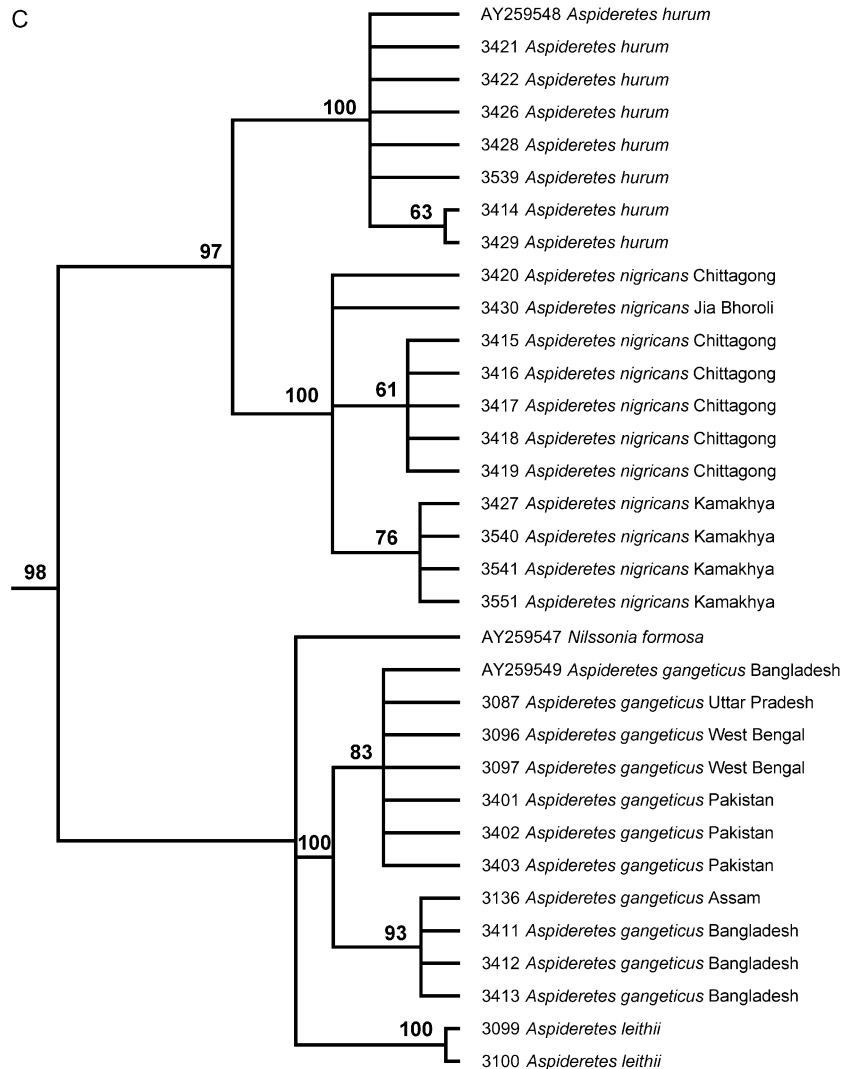 C
AY259548 Aspideretes hurum
3421 Aspideretes hurum
3422 Aspideretes hurum
3426 Aspideretes hurum
100
3428 Aspideretes hurum
3539 Aspideretes hurum
3414 Aspideretes hurum
63
3429 Aspideretes hurum
97
3420 Aspideretes nigricans Chittagong
3430 Aspideretes nigricans Jia Bhoroli
3415 Aspideretes nigricans Chittagong
3416 Aspideretes nigricans Chittagong
100
61
3417 Aspideretes nigricans Chittagong
3418 Aspideretes nigricans Chittagong
3419 Aspideretes nigricans Chittagong
3427 Aspideretes nigricans Kamakhya
76
3540 Aspideretes nigricans Kamakhya
3541 Aspideretes nigricans Kamakhya
98
3551 Aspideretes nigricans Kamakhya
AY259547 Nilssonia formosa
AY259549 Aspideretes gangeticus Bangladesh
3087 Aspideretes gangeticus Uttar Pradesh
3096 Aspideretes gangeticus West Bengal
83
3097 Aspideretes gangeticus West Bengal
3401 Aspideretes gangeticus Pakistan
3402 Aspideretes gangeticus Pakistan
100
3403 Aspideretes gangeticus Pakistan
3136 Aspideretes gangeticus Assam
3411 Aspideretes gangeticus Bangladesh
93
3412 Aspideretes gangeticus Bangladesh
3413 Aspideretes gangeticus Bangladesh
100
3099 Aspideretes leithii
3100 Aspideretes leithii